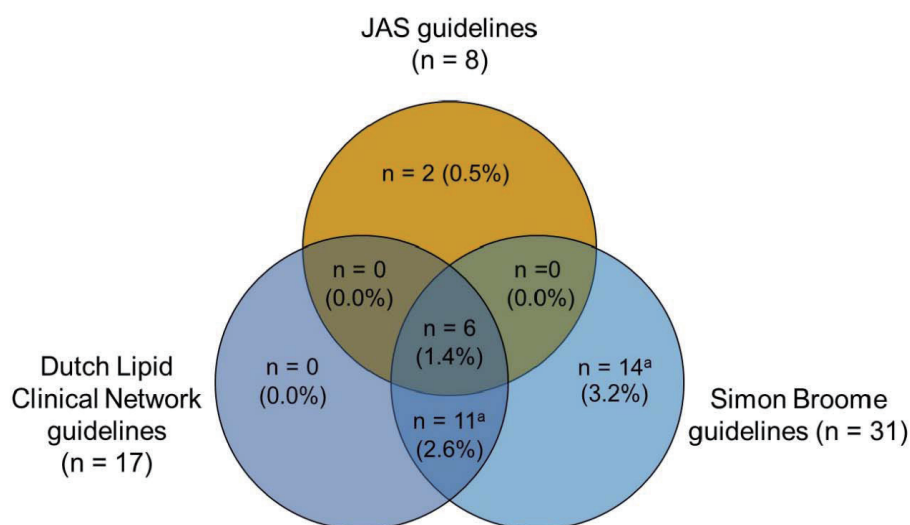 JAS guidelines
(n = 8)
n = 2 (0.5%)
n = 0
(0.0%)
n =0
(0.0%)
n = 6
(1.4%)
n = 0
(0.0%)
n = 14ᵃ
(3.2%)
n = 11ᵃ
(2.6%)
Dutch Lipid
Clinical Network
guidelines
(n = 17)
Simon Broome
guidelines (n = 31)